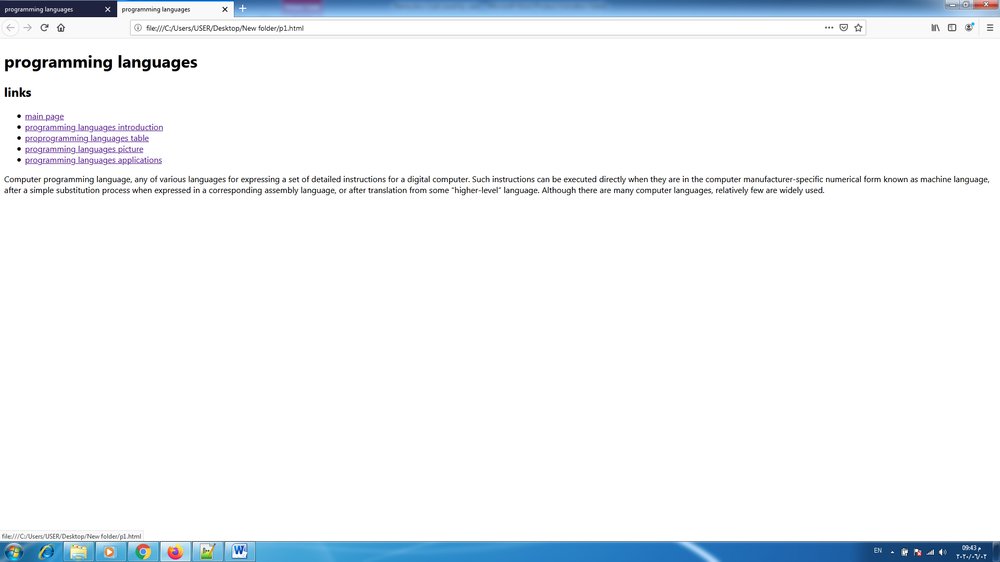 programming languages
programming languages
file:///C:/Users/USER/Desktop/New folder/p1.html
programming languages
links
main page
programming languages introduction
proprogramming languages table
programming languages picture
programming languages applications
Computer programming language, any of various languages for expressing a set of detailed instructions for a digital computer. Such instructions can be executed directly when they are in the computer manufacturer-specific numerical form known as machine language,
after a simple substitution process when expressed in a corresponding assembly language, or after translation from some “higher-level” language. Although there are many computer languages, relatively few are widely used.
file:///C:/Users/USER/Desktop/New folder/p1.html
EN
09:43 م
٢٠٢٠/٠٦/٠٢